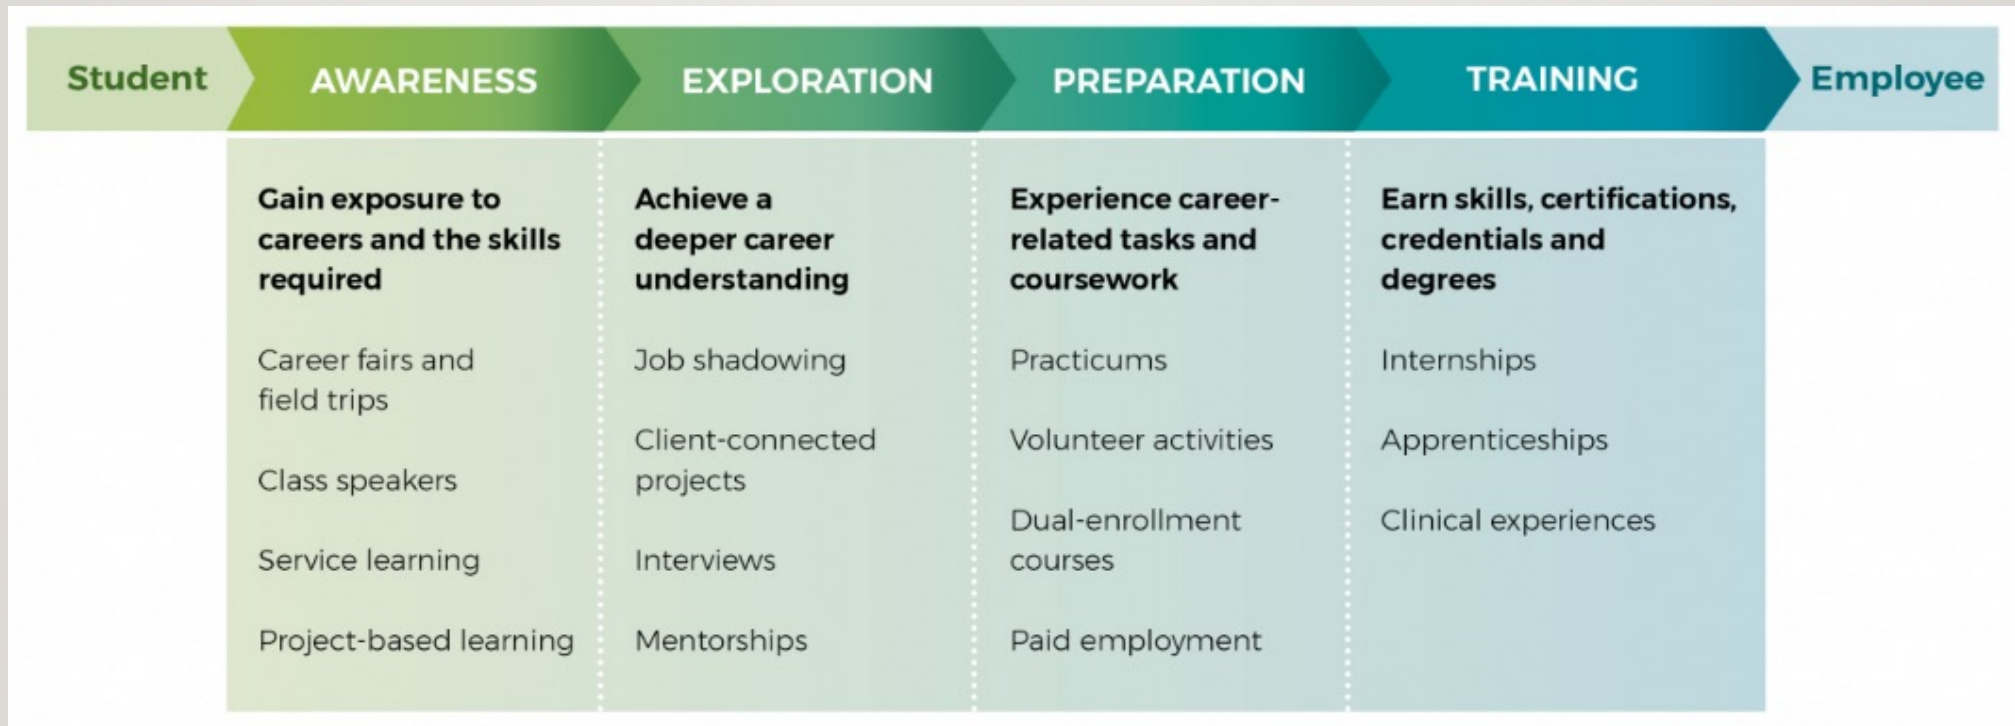 Student
AWARENESS
EXPLORATION
PREPARATION
TRAINING
Employee
Gain exposure to
careers and the skills
required
Career fairs and
field trips
Class speakers
Service learning
Project-based learning
Achieve a
deeper career
understanding
Job shadowing
Client-connected
projects
Interviews
Mentorships
Experience career-
related tasks and
coursework
Practicums
Volunteer activities
Dual-enrollment
courses
Paid employment
Earn skills, certifications,
credentials and
degrees
Internships
Apprenticeships
Clinical experiences